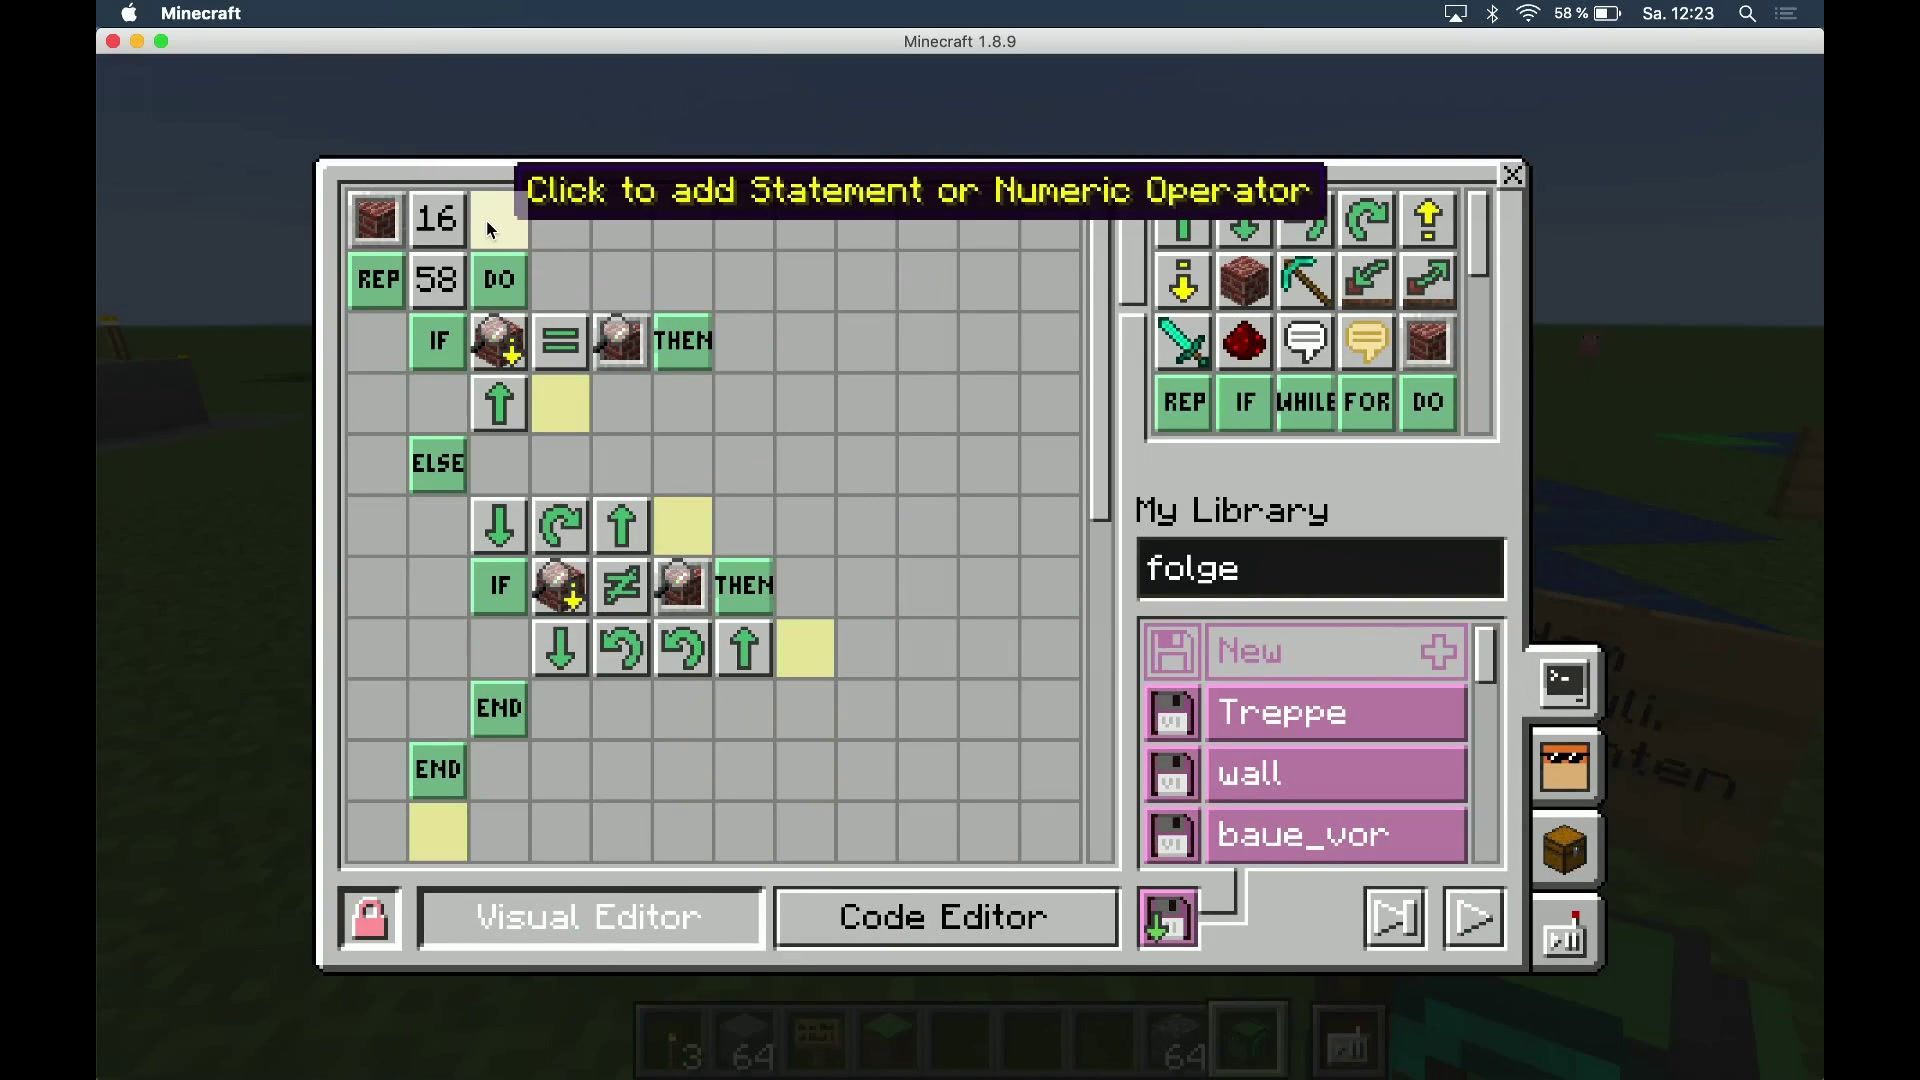 Minecraft
58 %
Sa. 12:23
Minecraft 1.8.9
Click to add Statement or Numeric Operator
16
REP 58 DO
IF = THEN
ELSE
IF ≠ THEN
END
END
REP IF WHILE FOR DO
My Library
folge
New
Treppe
wall
baue_vor
Visual Editor
Code Editor
3
64
64